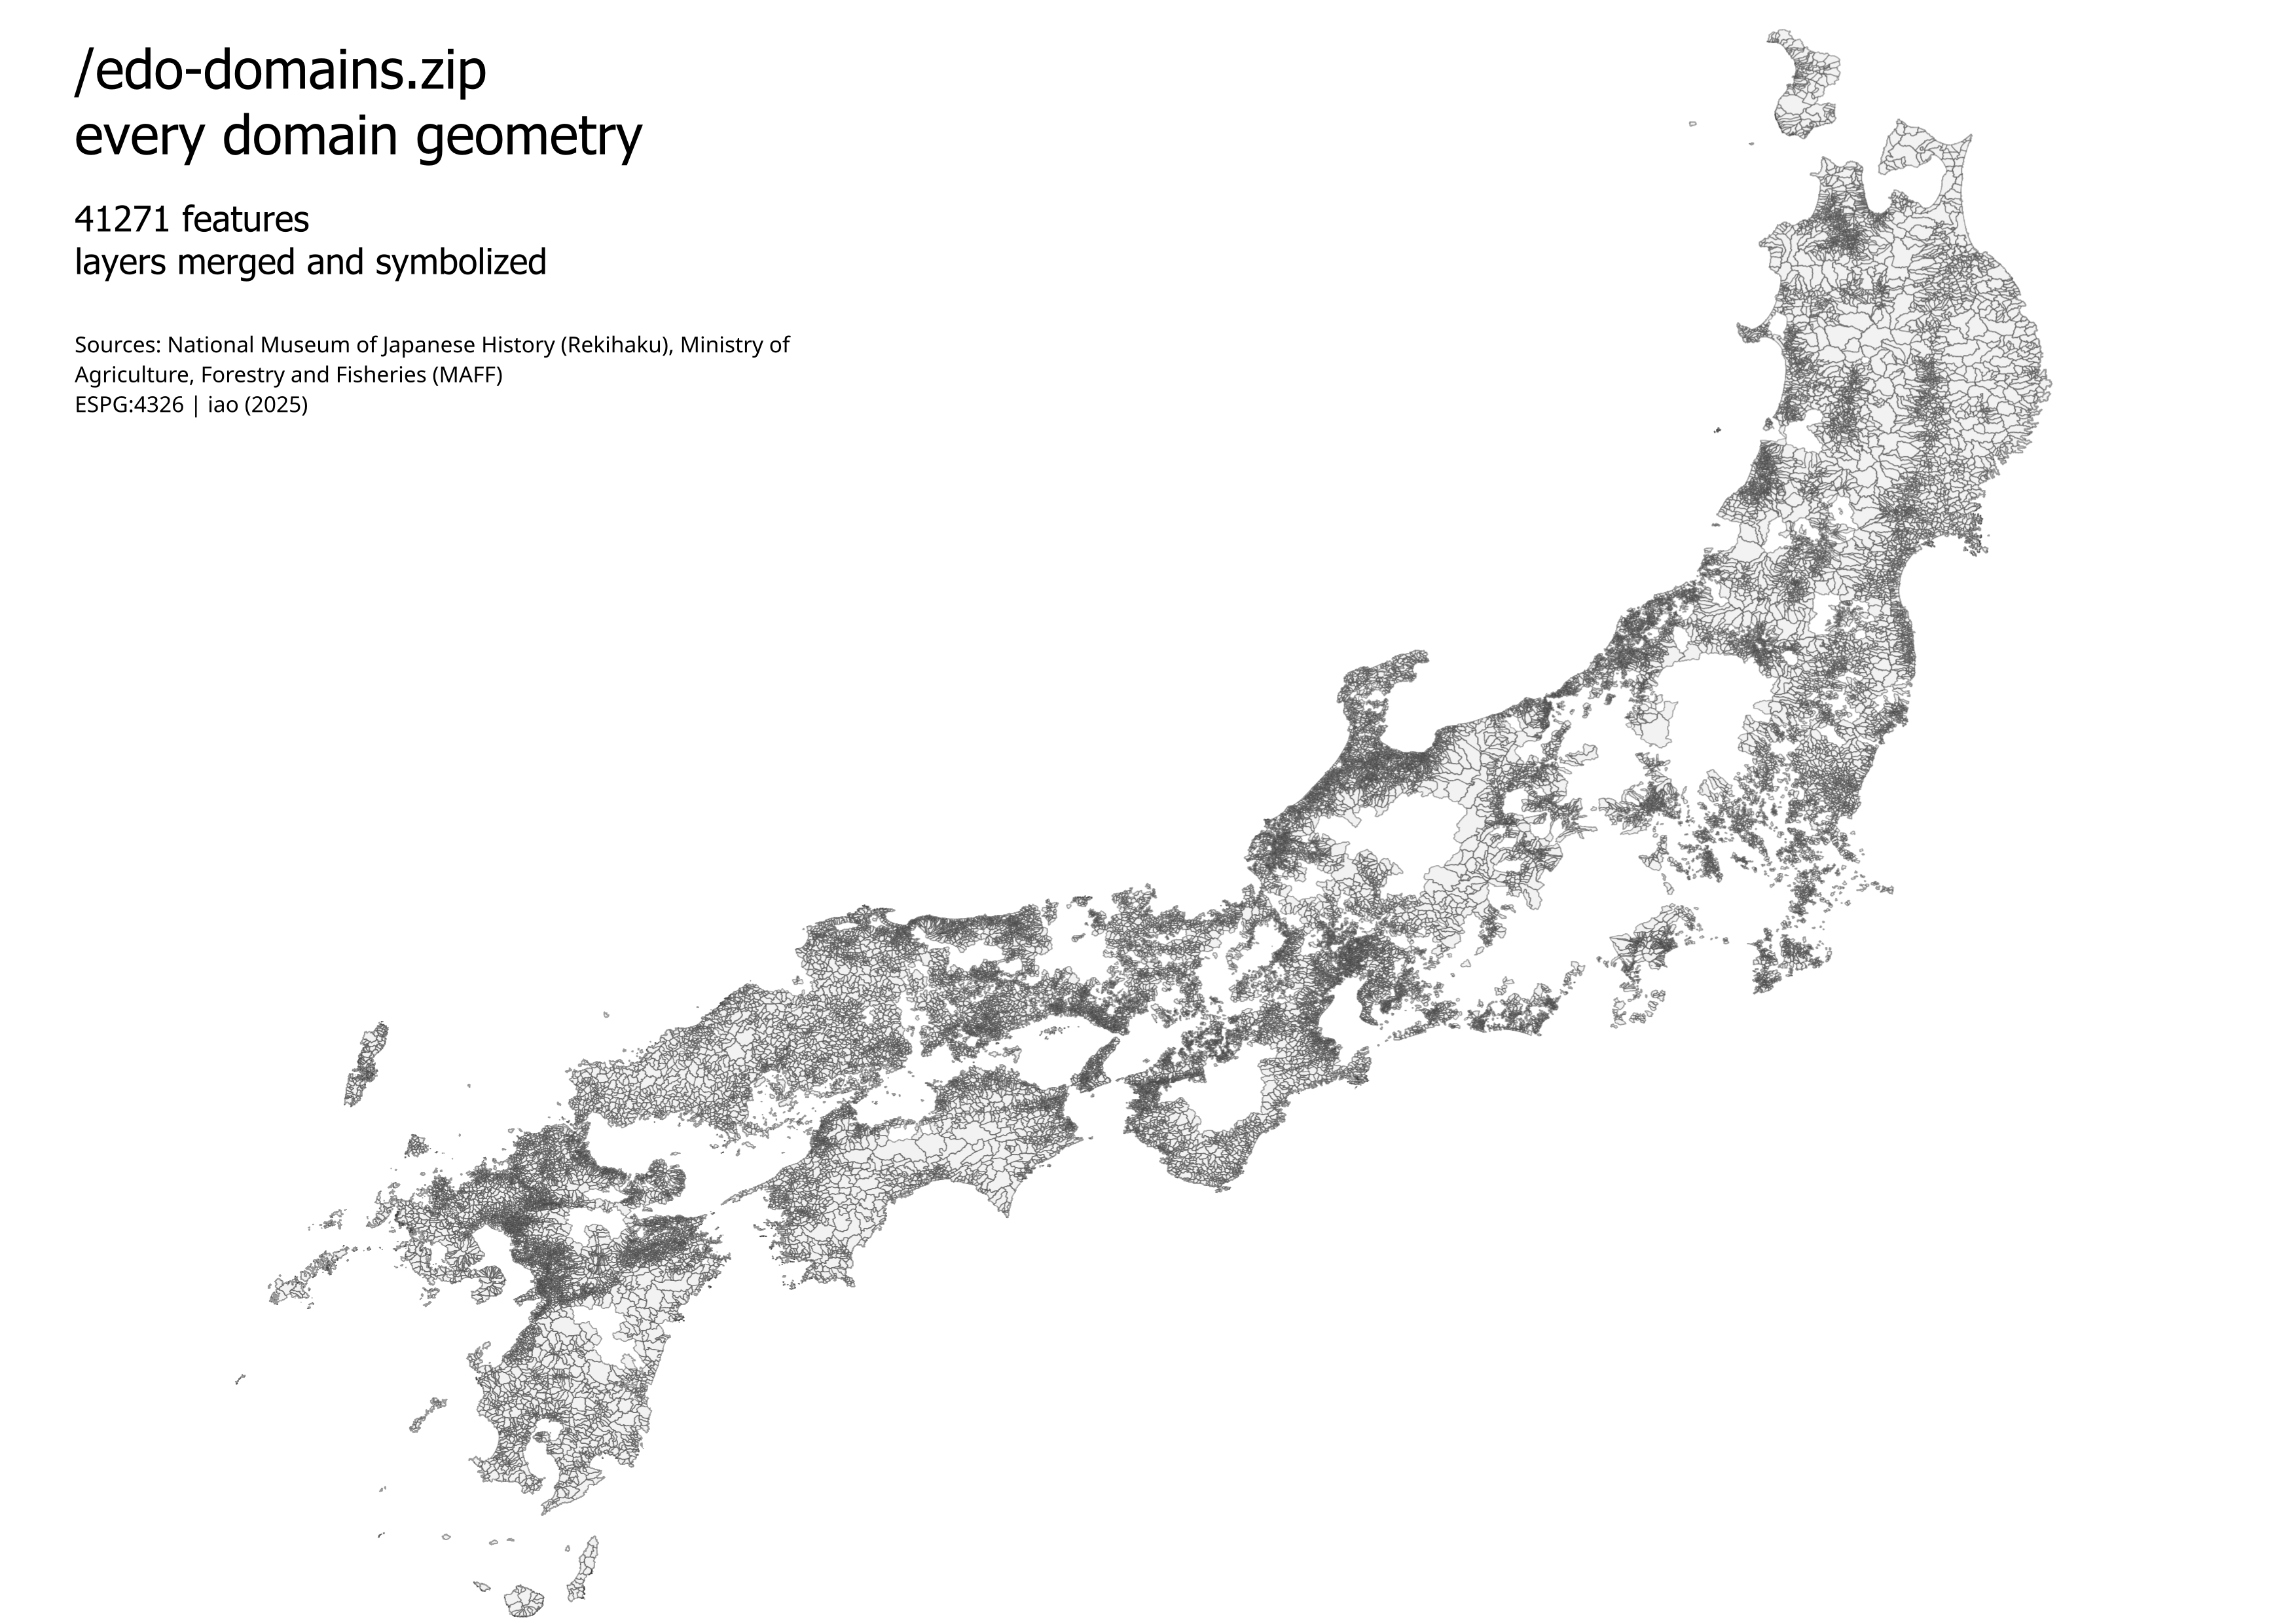 /edo-domains.zip
every domain geometry
41271 features
layers merged and symbolized
Sources: National Museum of Japanese History (Rekihaku), Ministry of
Agriculture, Forestry and Fisheries (MAFF)
ESPG:4326 | iao (2025)